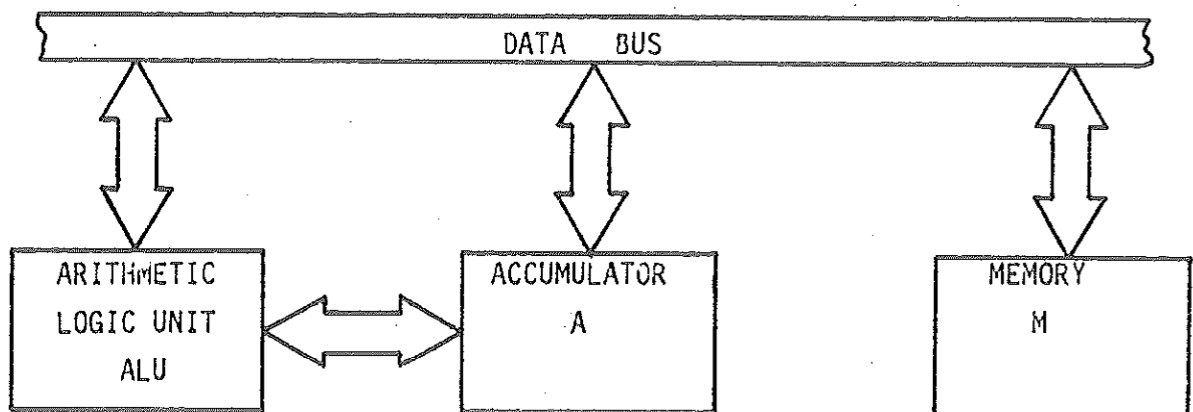 DATA BUS
ARITHMETIC
LOGIC UNIT
ALU
ACCUMULATOR
A
MEMORY
M